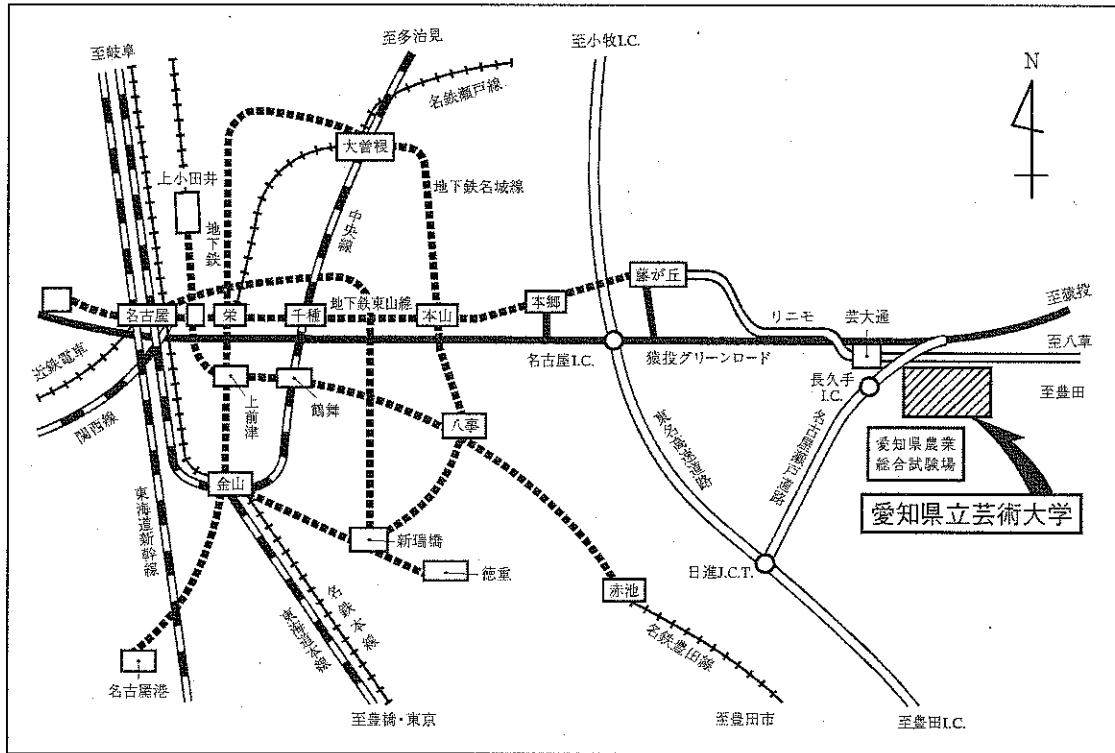 至岐阜
至多治見
至小牧I.C.
N
名鉄瀬戸線
大曽根
上小田井
地下鉄名城線
地下鉄
中央線
藤が丘
名古屋
栄
千種
地下鉄東山線
本山
本郷
リニモ
芸大通
至猿投
至八草
名古屋I.C.
猿投グリーンロード
近鉄電車
関西線
上前津
鶴舞
長久手
I.C.
至豊田
八事
東名高速道路
名古屋瀬戸道路
愛知県農業
総合試験場
金山
愛知県立芸術大学
東海道新幹線
新瑞橋
徳重
日進J.C.T.
赤池
名鉄本線
東海道本線
名鉄豊田線
名古屋港
至豊橋・東京
至豊田市
至豊田I.C.